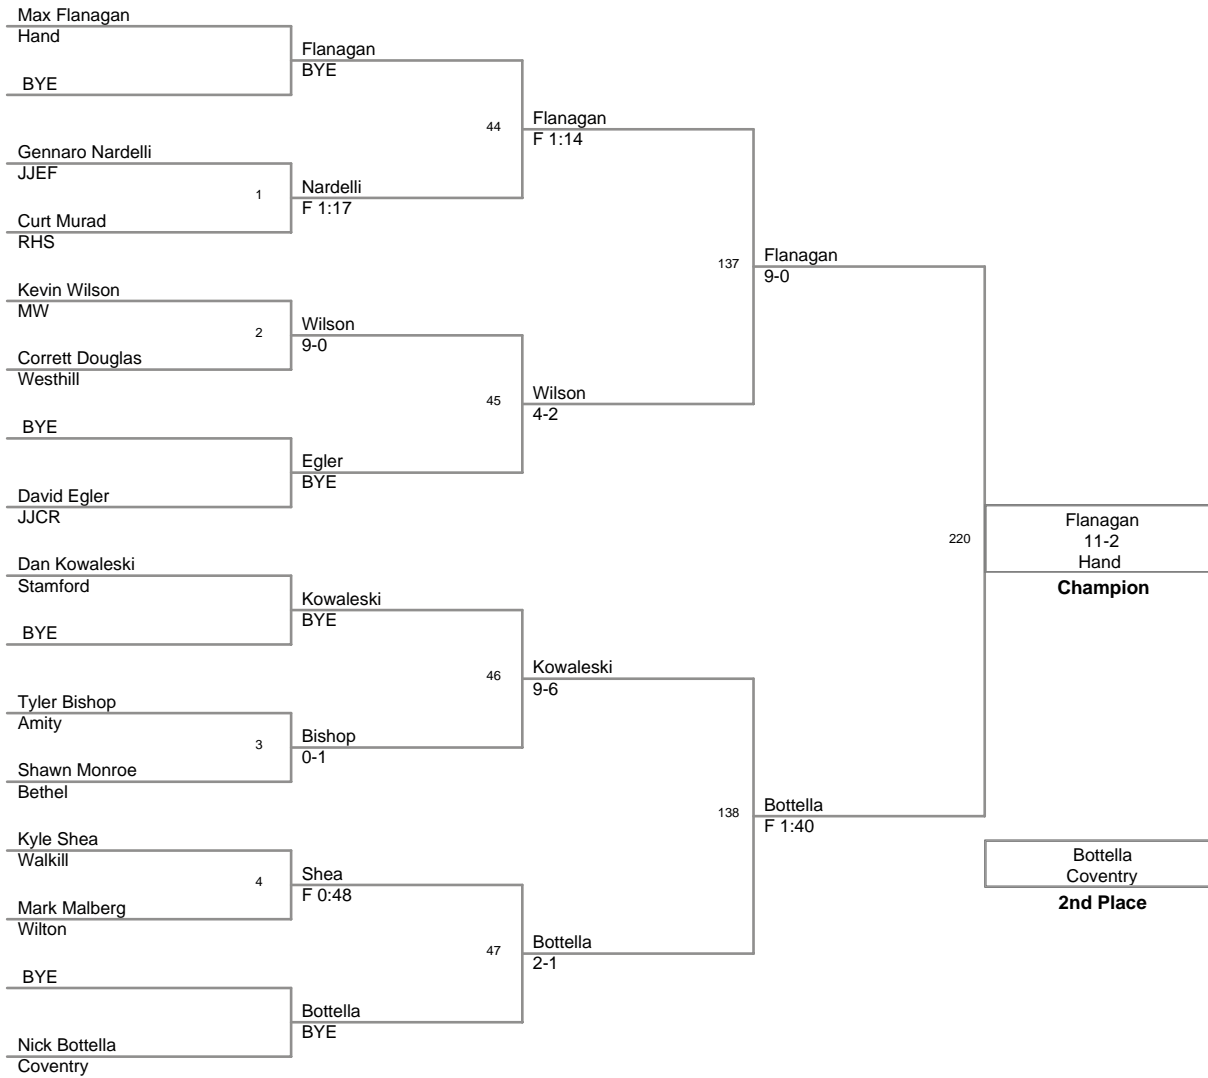 Max Flanagan
Hand
BYE
Gennaro Nardelli
JJEF
Curt Murad
RHS
Kevin Wilson
MW
Corrett Douglas
Westhill
BYE
David Egler
JJCR
Dan Kowaleski
Stamford
BYE
Tyler Bishop
Amity
Shawn Monroe
Bethel
Kyle Shea
Walkill
Mark Malberg
Wilton
BYE
Nick Bottella
Coventry
1
2
3
4
Flanagan
BYE
Nardelli
F 1:17
Wilson
9-0
Egler
BYE
Kowaleski
BYE
Bishop
0-1
Shea
F 0:48
Bottella
BYE
44
45
46
47
Flanagan
F 1:14
Wilson
4-2
Kowaleski
9-6
Bottella
2-1
137
138
Flanagan
9-0
Bottella
F 1:40
220
Flanagan
11-2
Hand
Champion
Bottella
Coventry
2nd Place